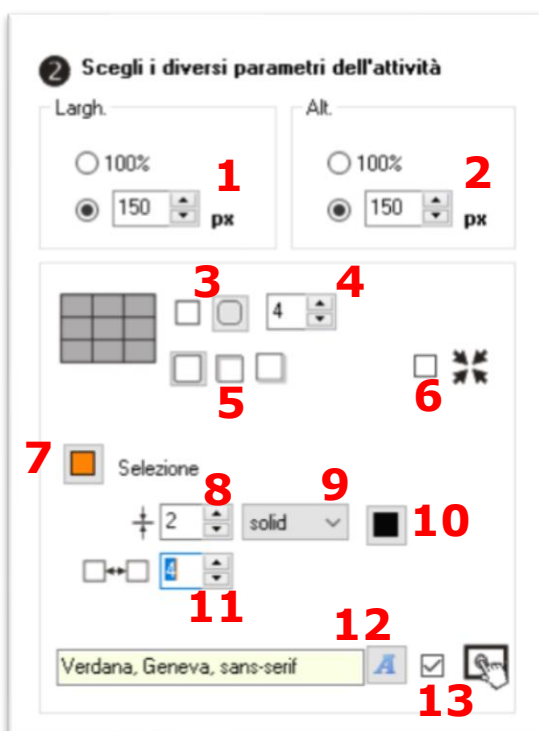 2 Scegli i diversi parametri dell'attività
Largh. Alt.
100% 1 100% 2
150 px 150 px
3 4
4
5 6
7 Selezione
8 9
2 solid 10
4
11
12
Verdana, Geneva, sans-serif A
13